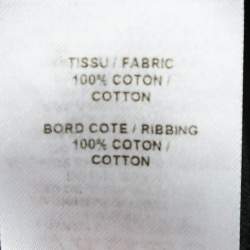 TISSU / FABRIC
100% COTON /
COTTON
BORD COTE / RIBBING
100% COTON /
COTTON